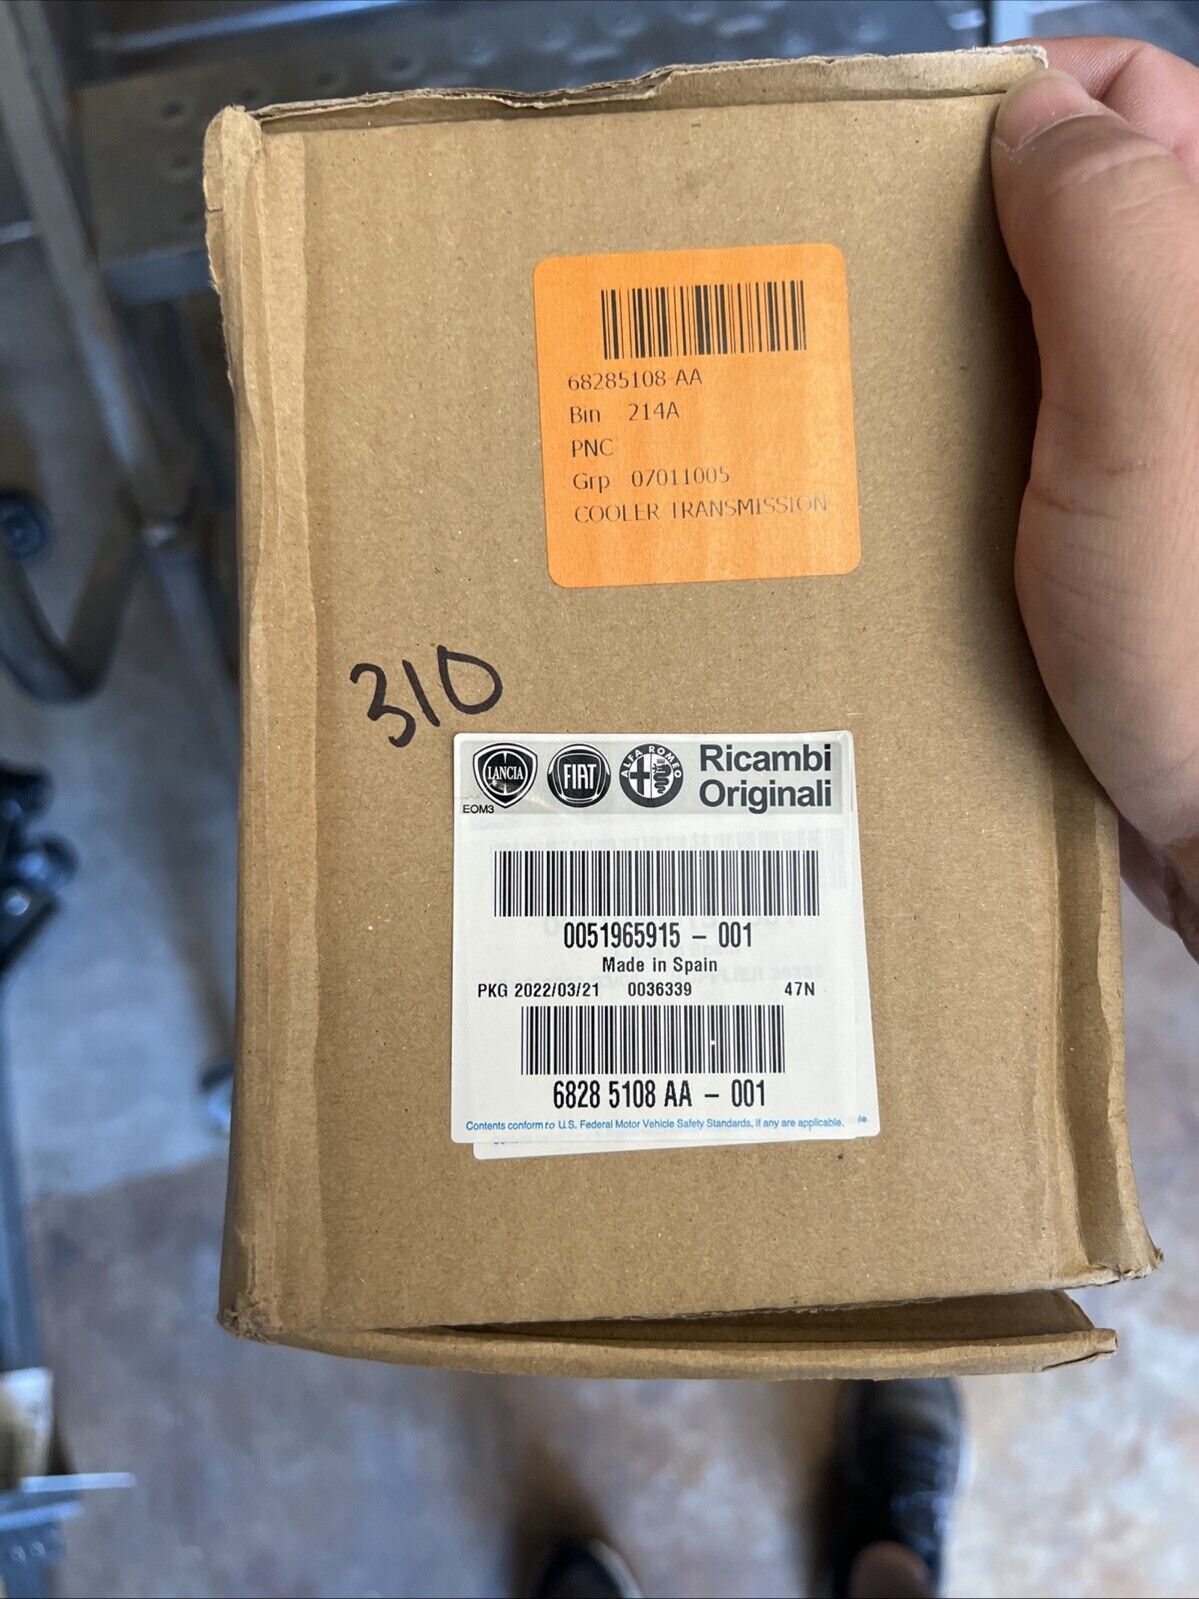 68285108-AA
Bin 214A
PNC
Grp 07011005
COOLER TRANSMISSION
310
LANCIA FIAT ALFA ROMEO Ricambi
Originali
EOM3
0051965915 - 001
Made in Spain
PKG 2022/03/21 0036339 47N
6828 5108 AA - 001
Contents conform to U.S. Federal Motor Vehicle Safety Standards, if any are applicable.